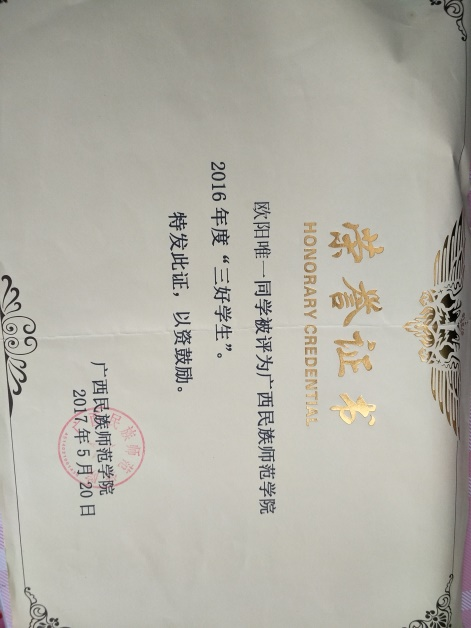 荣誉证书
HONORARY CREDENTIAL
欧阳唯一同学被评为广西民族师范学院
2016年度“三好学生”。
特发此证，以资鼓励。
广西民族师范学院
2017年5月20日